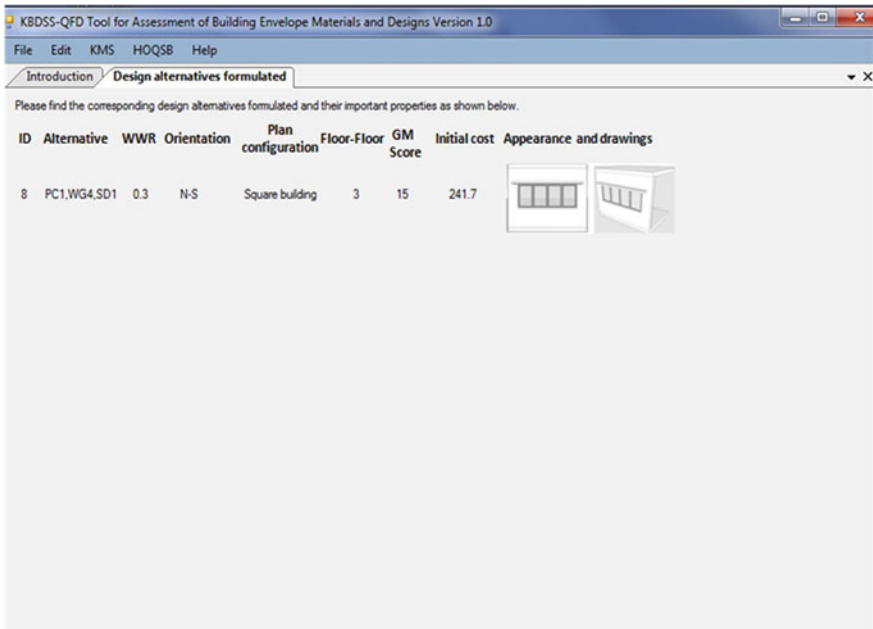 KBDSS-QFD Tool for Assessment of Building Envelope Materials and Designs Version 1.0
File Edit KMS HOQSB Help
Introduction Design alternatives formulated
Please find the corresponding design alternatives formulated and their important properties as shown below.
ID Alternative WWR Orientation Plan configuration Floor-Floor GM Score Initial cost Appearance and drawings
8 PC1,WG4,SD1 0.3 N-S Square building 3 15 241.7